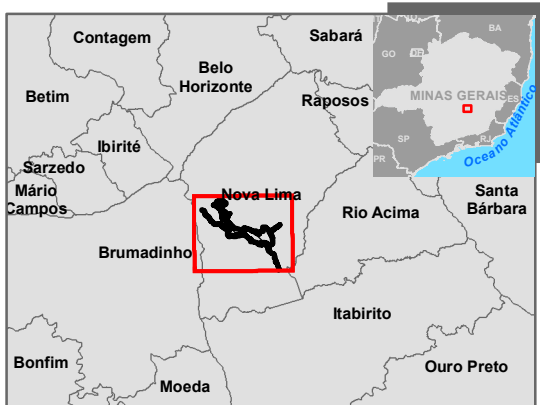 Contagem
Sabará
Belo
Horizonte
Betim
Raposos
Ibirité
Sarzedo
Mário
Campos
Nova Lima
Rio Acima
Santa
Bárbara
Brumadinho
Itabirito
Bonfim
Moeda
Ouro Preto
GO
DF
BA
MINAS GERAIS
ES
SP
RJ
PR
Oceano Atlântico